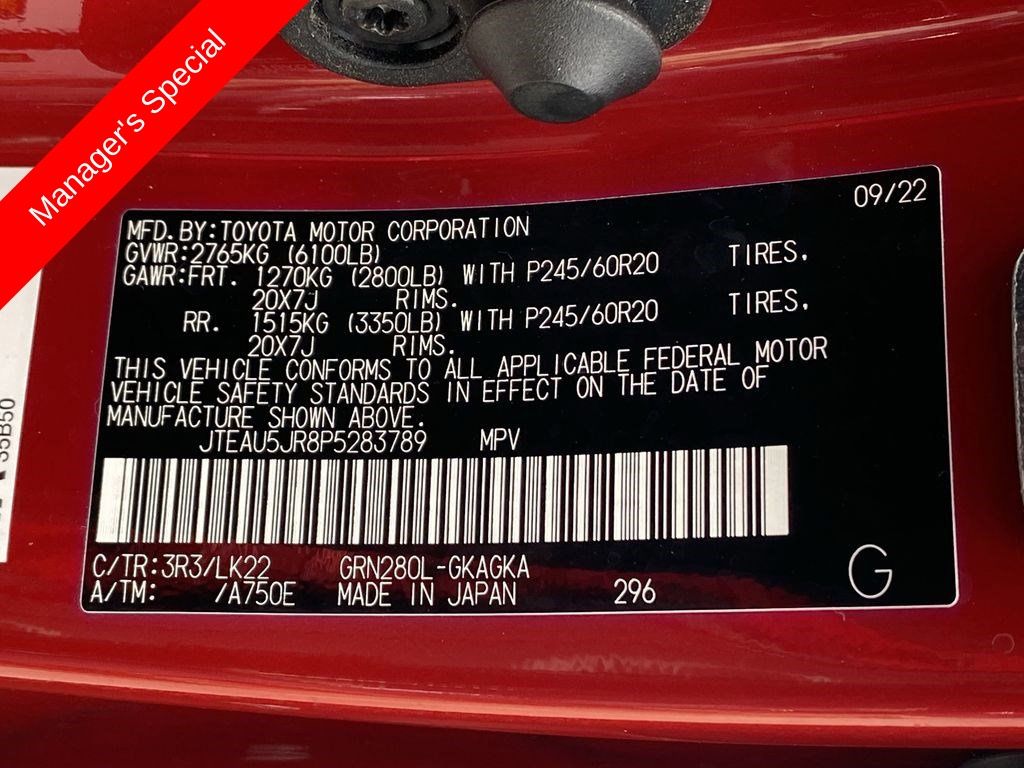 Manager's Special
09/22
MFD.BY:TOYOTA MOTOR CORPORATION
GVWR:2765KG (6100LB)
GAWR:FRT. 1270KG (2800LB) WITH P245/60R20 TIRES.
20X7J RIMS.
RR. 1515KG (3350LB) WITH P245/60R20 TIRES.
20X7J RIMS.
THIS VEHICLE CONFORMS TO ALL APPLICABLE FEDERAL MOTOR
VEHICLE SAFETY STANDARDS IN EFFECT ON THE DATE OF
MANUFACTURE SHOWN ABOVE.
JTEAU5JR8P5283789 MPV
C/TR:3R3/LK22 GRN280L-GKAGKA
A/TM: /A750E MADE IN JAPAN 296
G
35B50